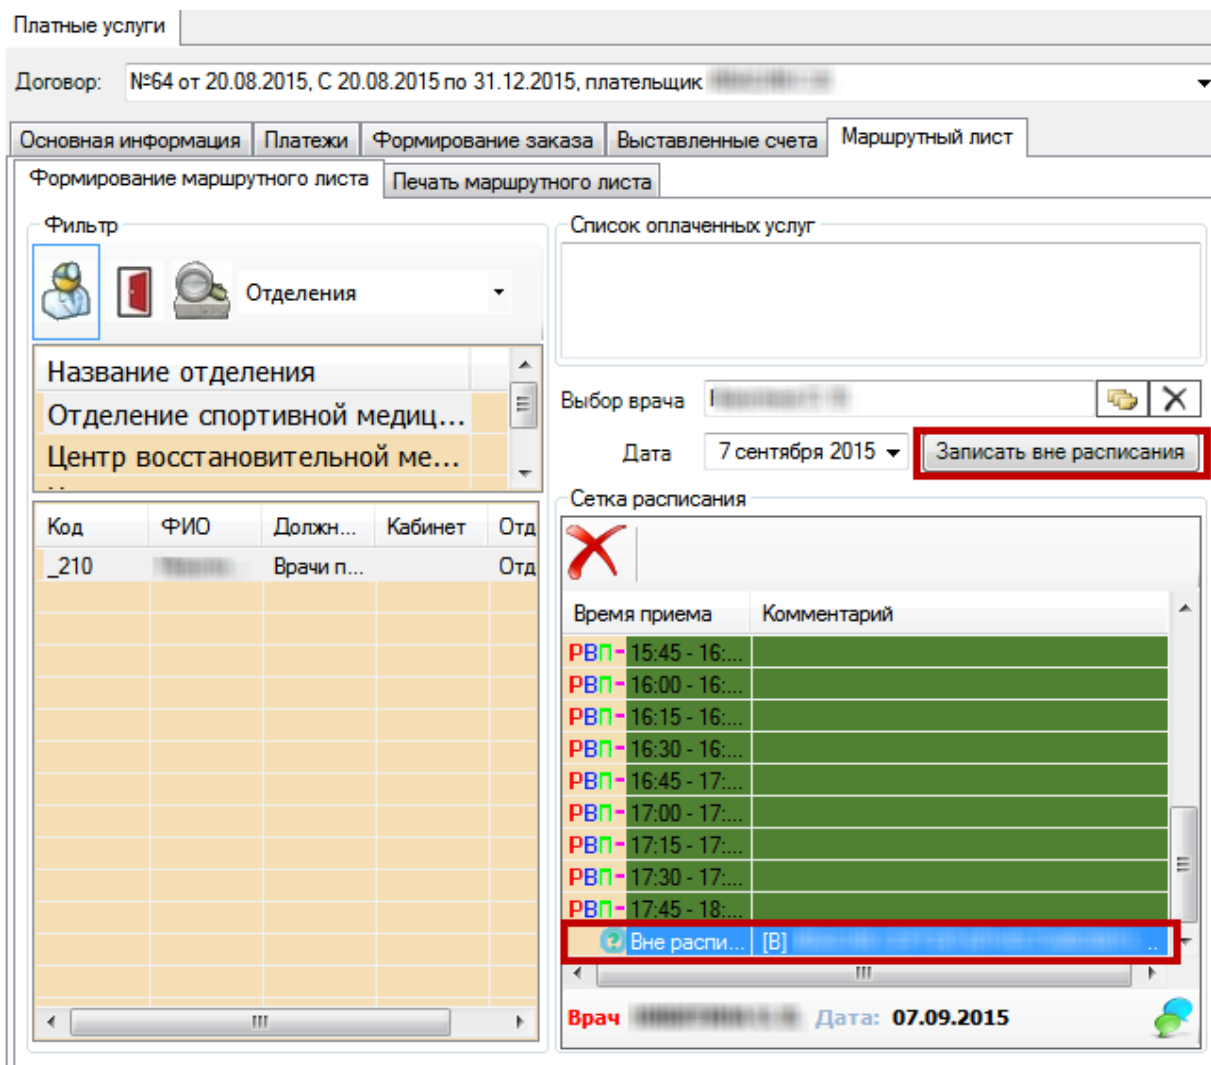 Платные услуги
Договор: №64 от 20.08.2015, С 20.08.2015 по 31.12.2015, плательщик
Основная информация Платежи Формирование заказа Выставленные счета Маршрутный лист
Формирование маршрутного листа Печать маршрутного листа
Фильтр
Отделения
Название отделения
Отделение спортивной медиц...
Центр восстановительной ме...
Код ФИО Должн... Кабинет Отд
_210 Врачи п... Отд
Список оплаченных услуг
Выбор врача
Дата 7 сентября 2015 Записать вне расписания
Сетка расписания
Время приема Комментарий
РВП- 15:45 - 16:...
РВП- 16:00 - 16:...
РВП- 16:15 - 16:...
РВП- 16:30 - 16:...
РВП- 16:45 - 17:...
РВП- 17:00 - 17:...
РВП- 17:15 - 17:...
РВП- 17:30 - 17:...
РВП- 17:45 - 18:...
Вне распи... [В] ..
Врач Дата: 07.09.2015